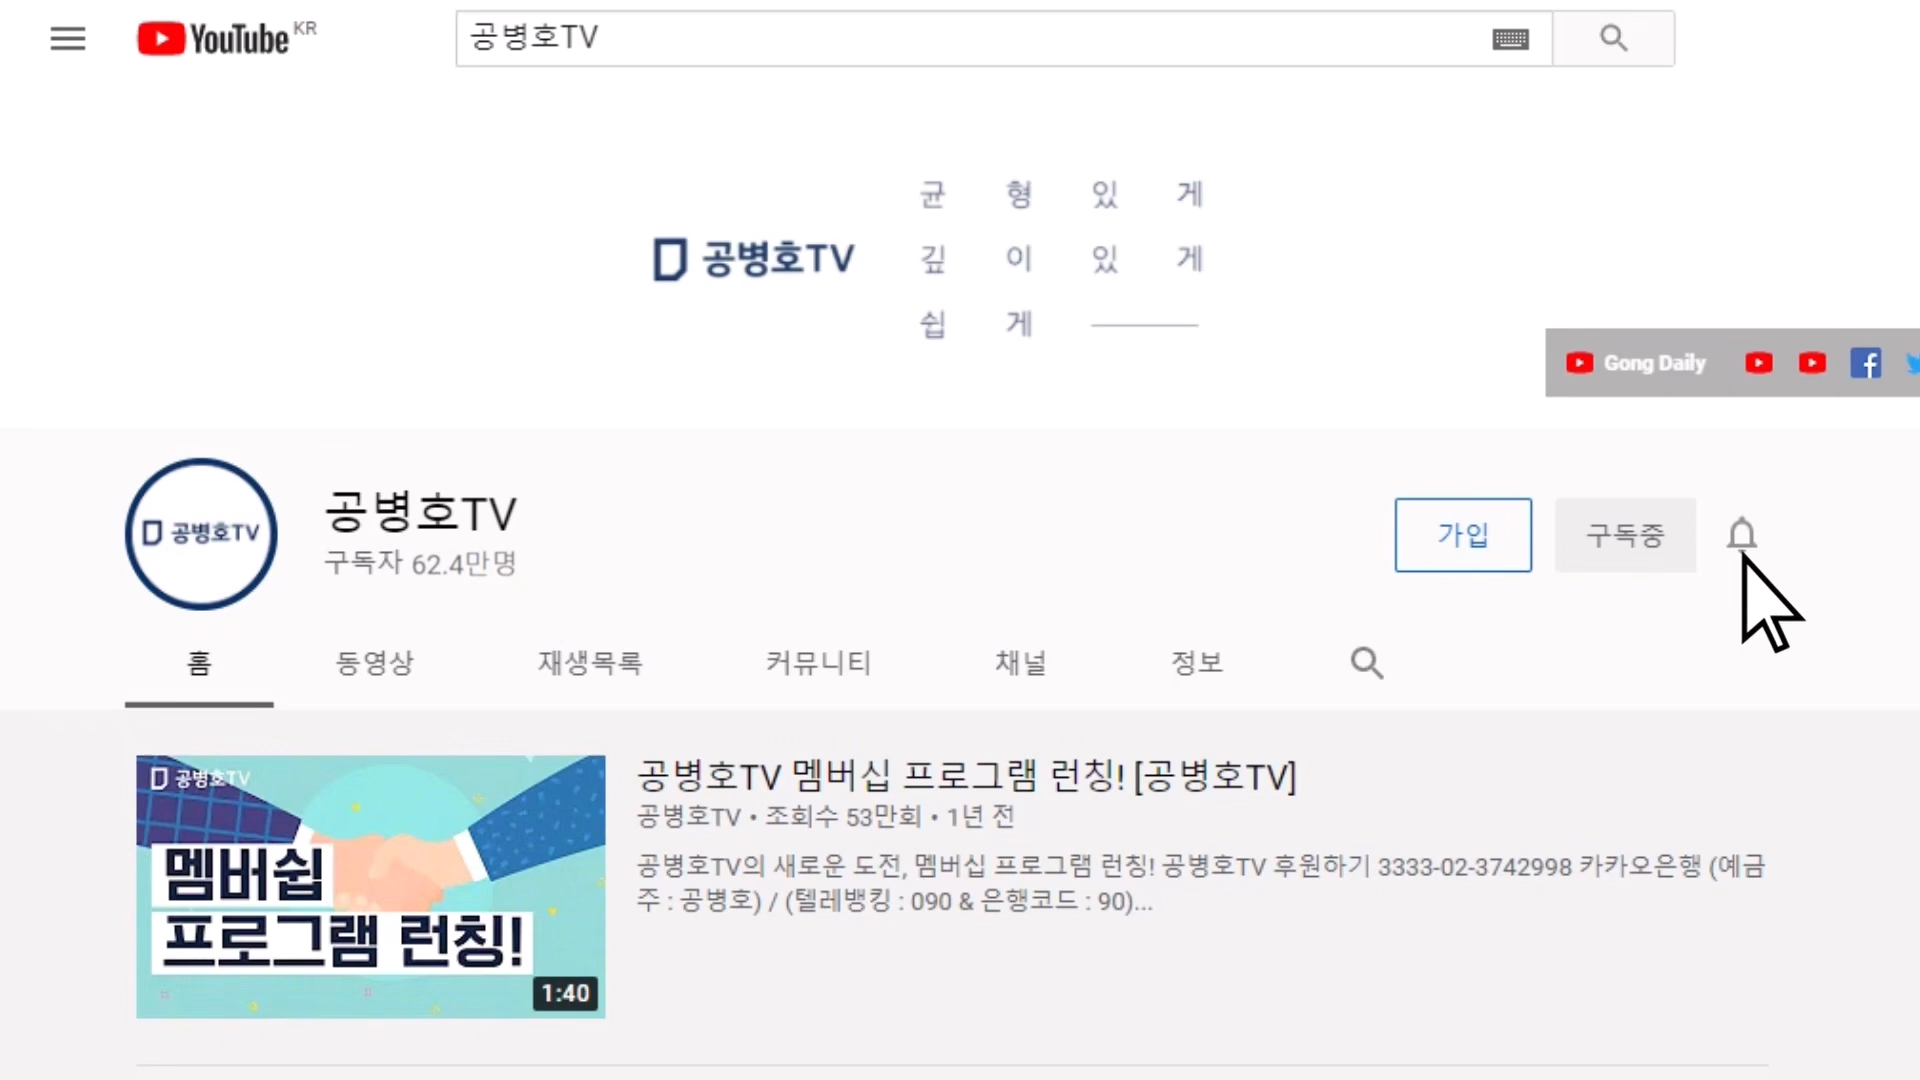 YouTube KR
공병호TV
균형있게
공병호TV
깊이있게
쉽게
Gong Daily
공병호TV
공병호TV
구독자 62.4만명
가입
구독중
홈
동영상
재생목록
커뮤니티
채널
정보
공병호TV
멤버쉽
프로그램 런칭!
1:40
공병호TV 멤버십 프로그램 런칭! [공병호TV]
공병호TV • 조회수 53만회 • 1년 전
공병호TV의 새로운 도전, 멤버십 프로그램 런칭! 공병호TV 후원하기 3333-02-3742998 카카오은행 (예금
주 : 공병호) / (텔레뱅킹 : 090 & 은행코드 : 90)...